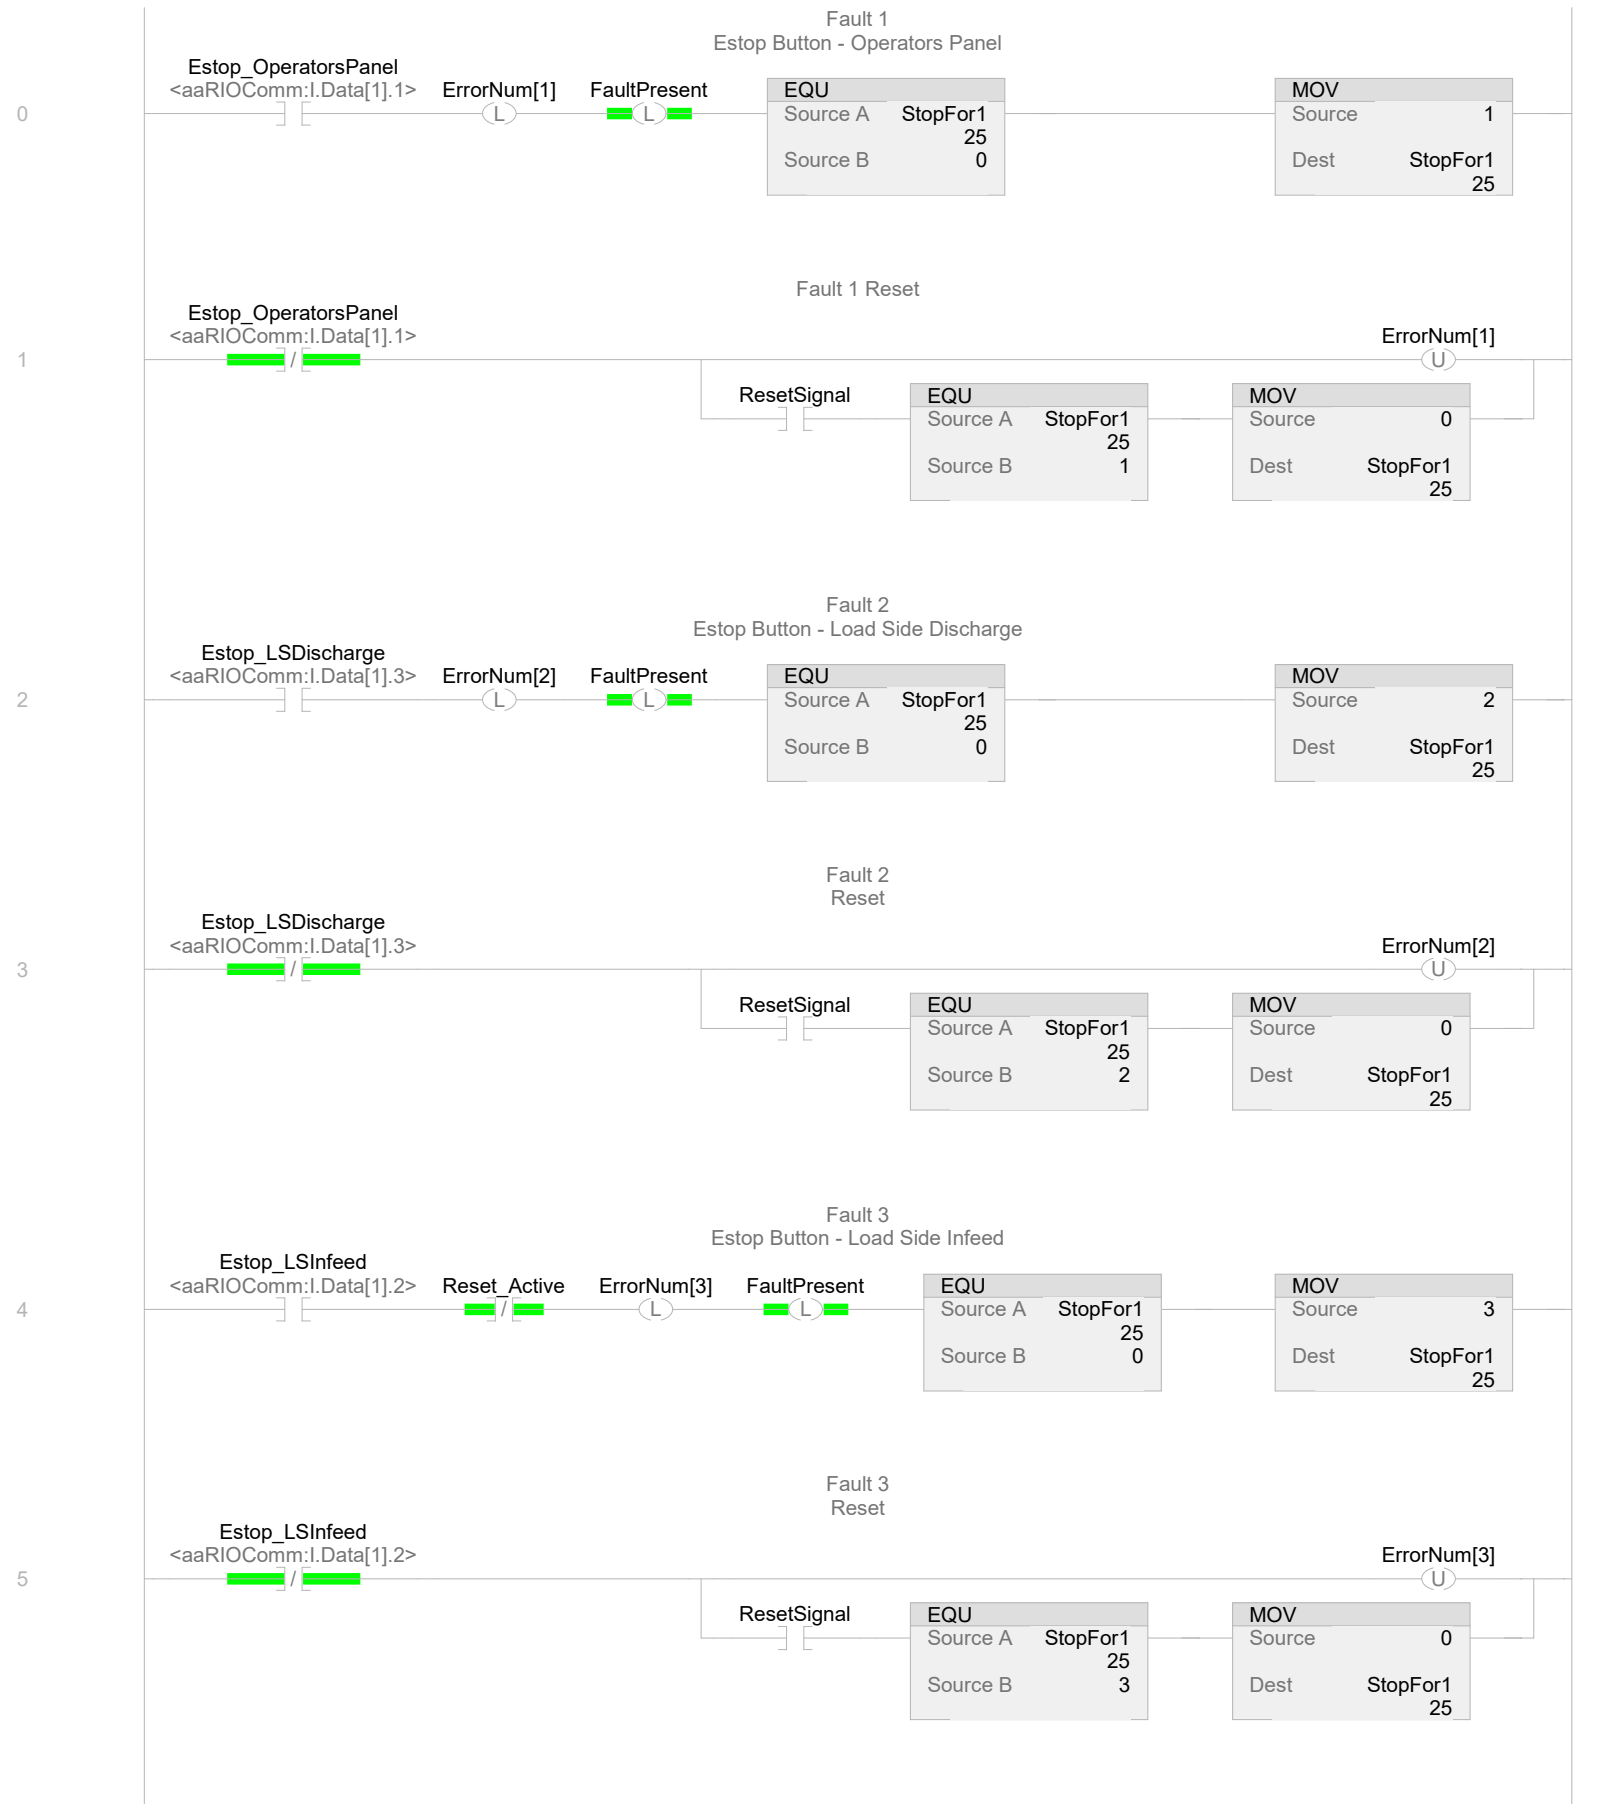 Fault 1
Estop Button - Operators Panel
Estop_OperatorsPanel
<aaRIOComm:I.Data[1].1>
ErrorNum[1]
FaultPresent
0
L
L
EQU
Source A StopFor1
25
Source B 0
MOV
Source 1
Dest StopFor1
25
Fault 1 Reset
Estop_OperatorsPanel
<aaRIOComm:I.Data[1].1>
ErrorNum[1]
1
/
U
ResetSignal
EQU
Source A StopFor1
25
Source B 1
MOV
Source 0
Dest StopFor1
25
Fault 2
Estop Button - Load Side Discharge
Estop_LSDischarge
<aaRIOComm:I.Data[1].3>
ErrorNum[2]
FaultPresent
2
L
L
EQU
Source A StopFor1
25
Source B 0
MOV
Source 2
Dest StopFor1
25
Fault 2
Reset
Estop_LSDischarge
<aaRIOComm:I.Data[1].3>
ErrorNum[2]
3
/
U
ResetSignal
EQU
Source A StopFor1
25
Source B 2
MOV
Source 0
Dest StopFor1
25
Fault 3
Estop Button - Load Side Infeed
Estop_LSInfeed
<aaRIOComm:I.Data[1].2>
Reset_Active
ErrorNum[3]
FaultPresent
4
/
L
L
EQU
Source A StopFor1
25
Source B 0
MOV
Source 3
Dest StopFor1
25
Fault 3
Reset
Estop_LSInfeed
<aaRIOComm:I.Data[1].2>
ErrorNum[3]
5
/
U
ResetSignal
EQU
Source A StopFor1
25
Source B 3
MOV
Source 0
Dest StopFor1
25